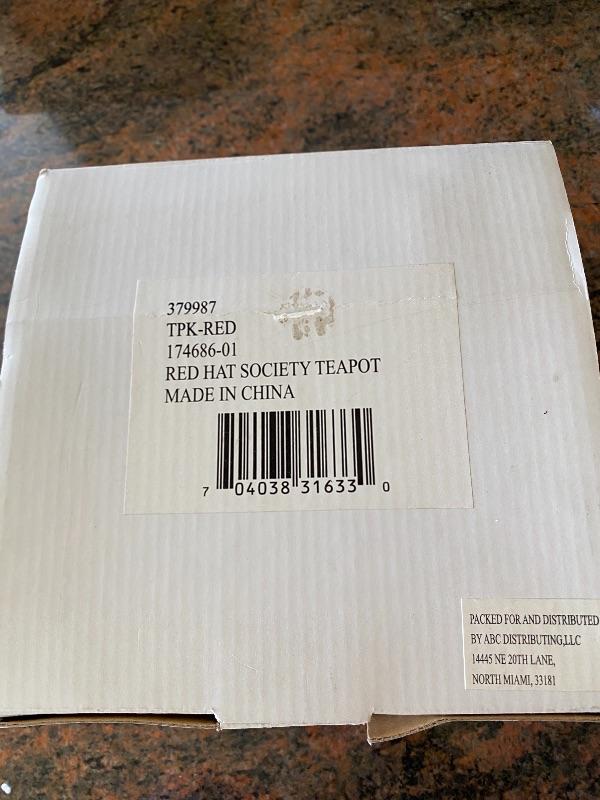 379987
TPK-RED
174686-01
RED HAT SOCIETY TEAPOT
MADE IN CHINA
7 04038 31633 0
PACKED FOR AND DISTRIBUTED
BY ABC DISTRIBUTING,LLC
14445 NE 20TH LANE,
NORTH MIAMI, 33181